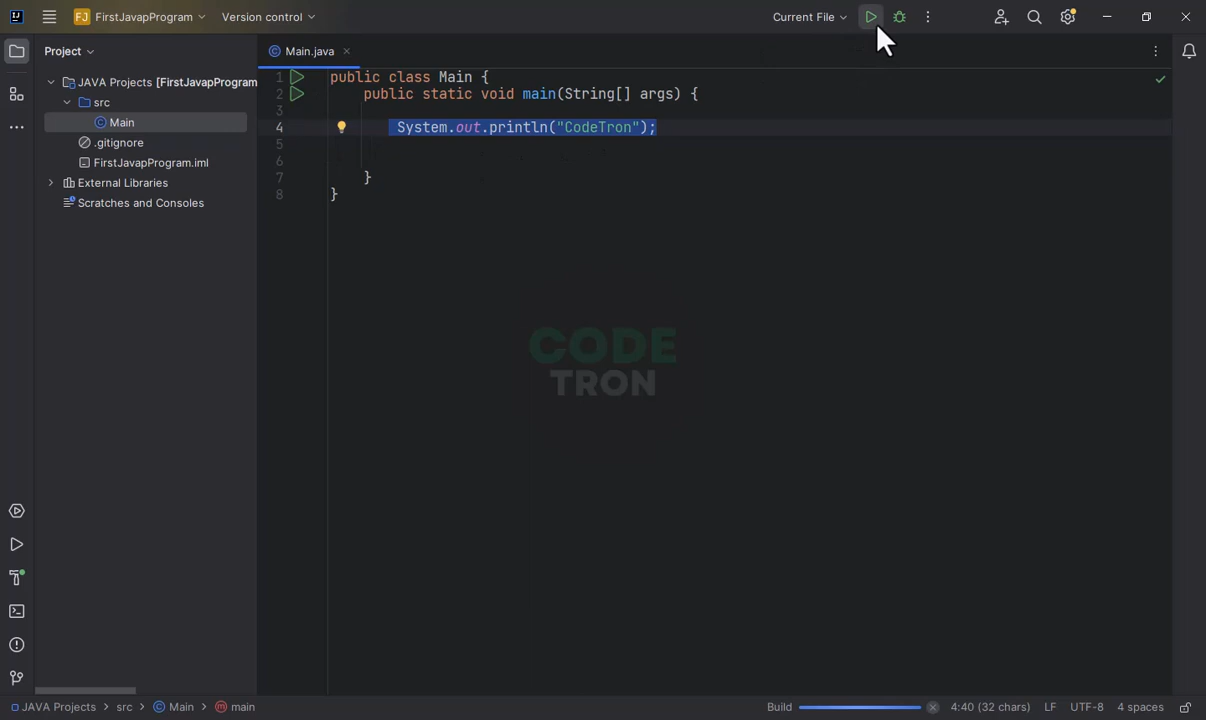 FJ FirstJavapProgram Version control Current File
Project
Main.java
JAVA Projects [FirstJavapProgram
src
Main
.gitignore
FirstJavapProgram.iml
External Libraries
Scratches and Consoles
1 public class Main {
2 public static void main(String[] args) {
3
4 System.out.println("CodeTron");
5
6
7 }
8 }
CODE
TRON
JAVA Projects > src > Main > main Build 4:40 (32 chars) LF UTF-8 4 spaces